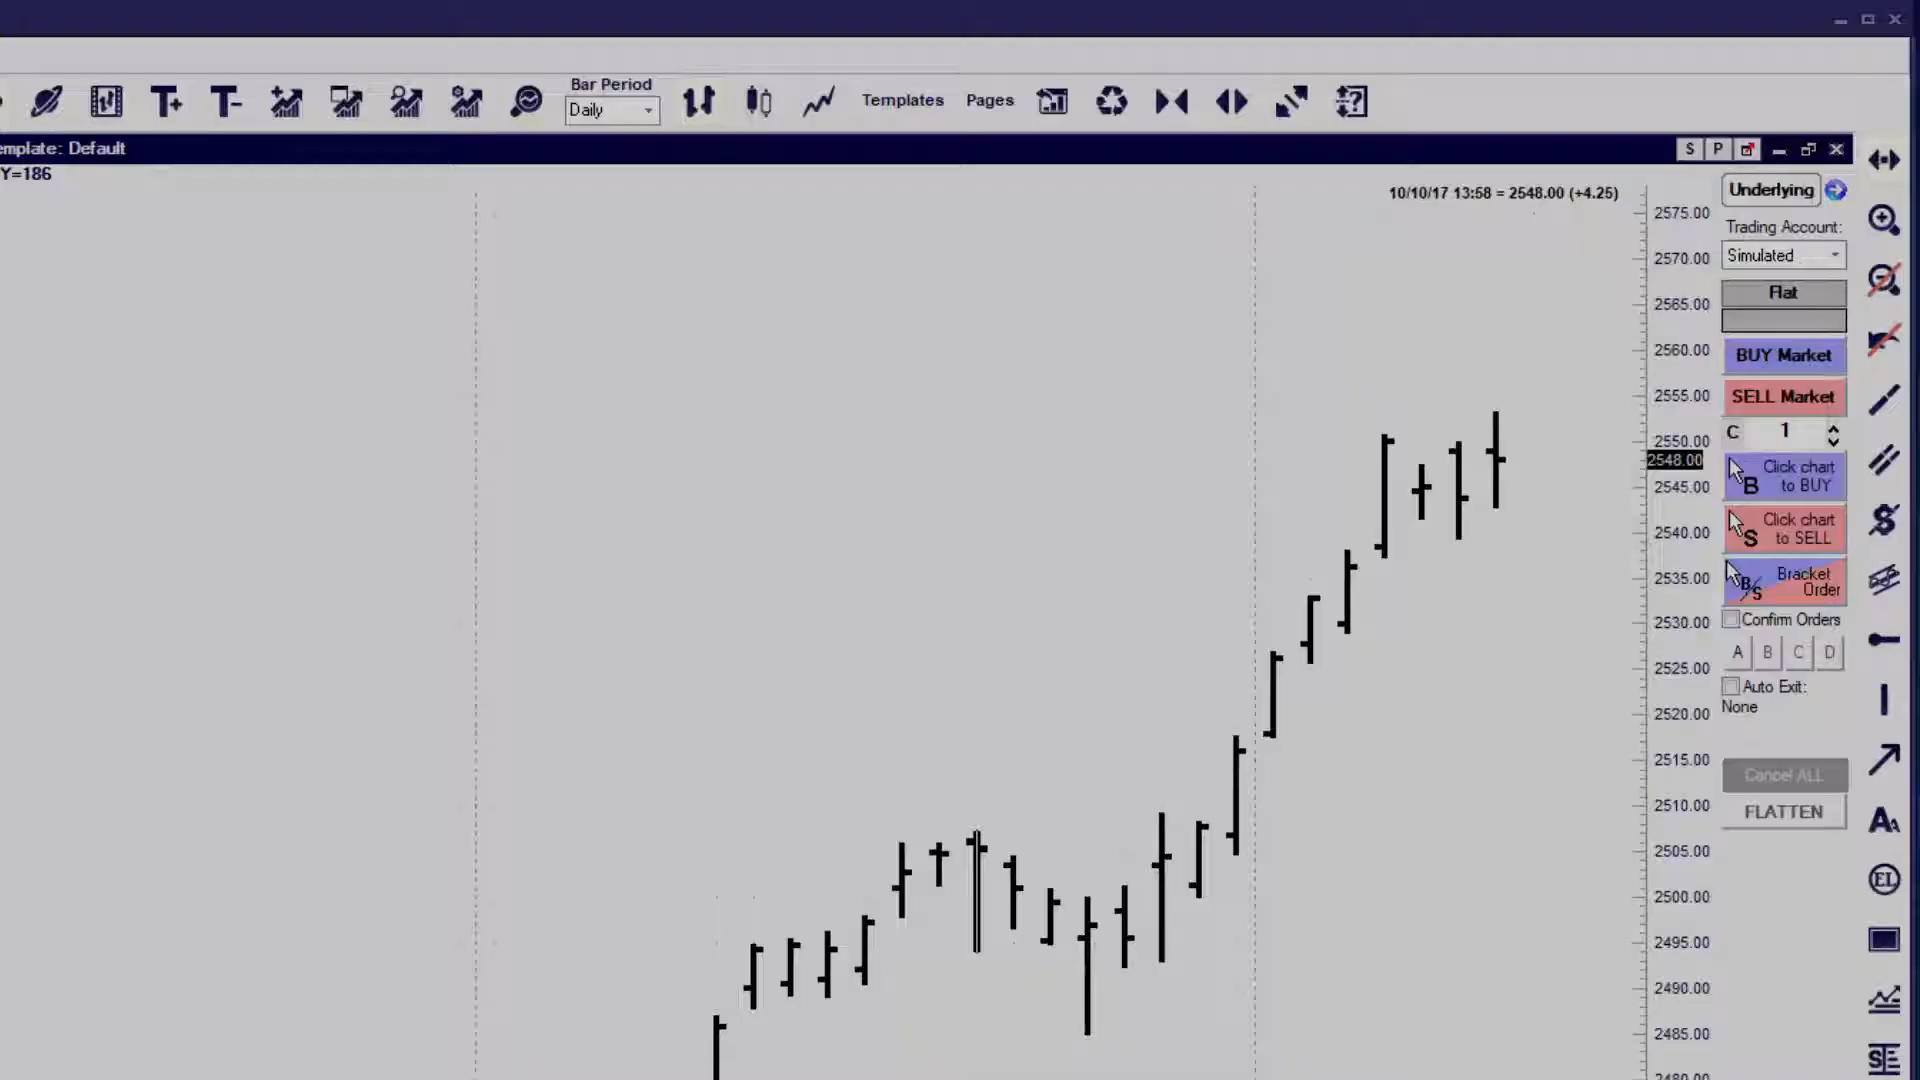 Bar Period
Daily
Templates
Pages
emplate: Default
S P
Y=186
10/10/17 13:58 = 2548.00 (+4.25)
2575.00
2570.00
2565.00
2560.00
2555.00
2550.00
2548.00
2545.00
2540.00
2535.00
2530.00
2525.00
2520.00
2515.00
2510.00
2505.00
2500.00
2495.00
2490.00
2485.00
2480.00
Underlying
Trading Account:
Simulated
Flat
BUY Market
SELL Market
C 1
B Click chart
to BUY
S Click chart
to SELL
B/S Bracket
Order
Confirm Orders
A B C D
Auto Exit:
None
Cancel ALL
FLATTEN